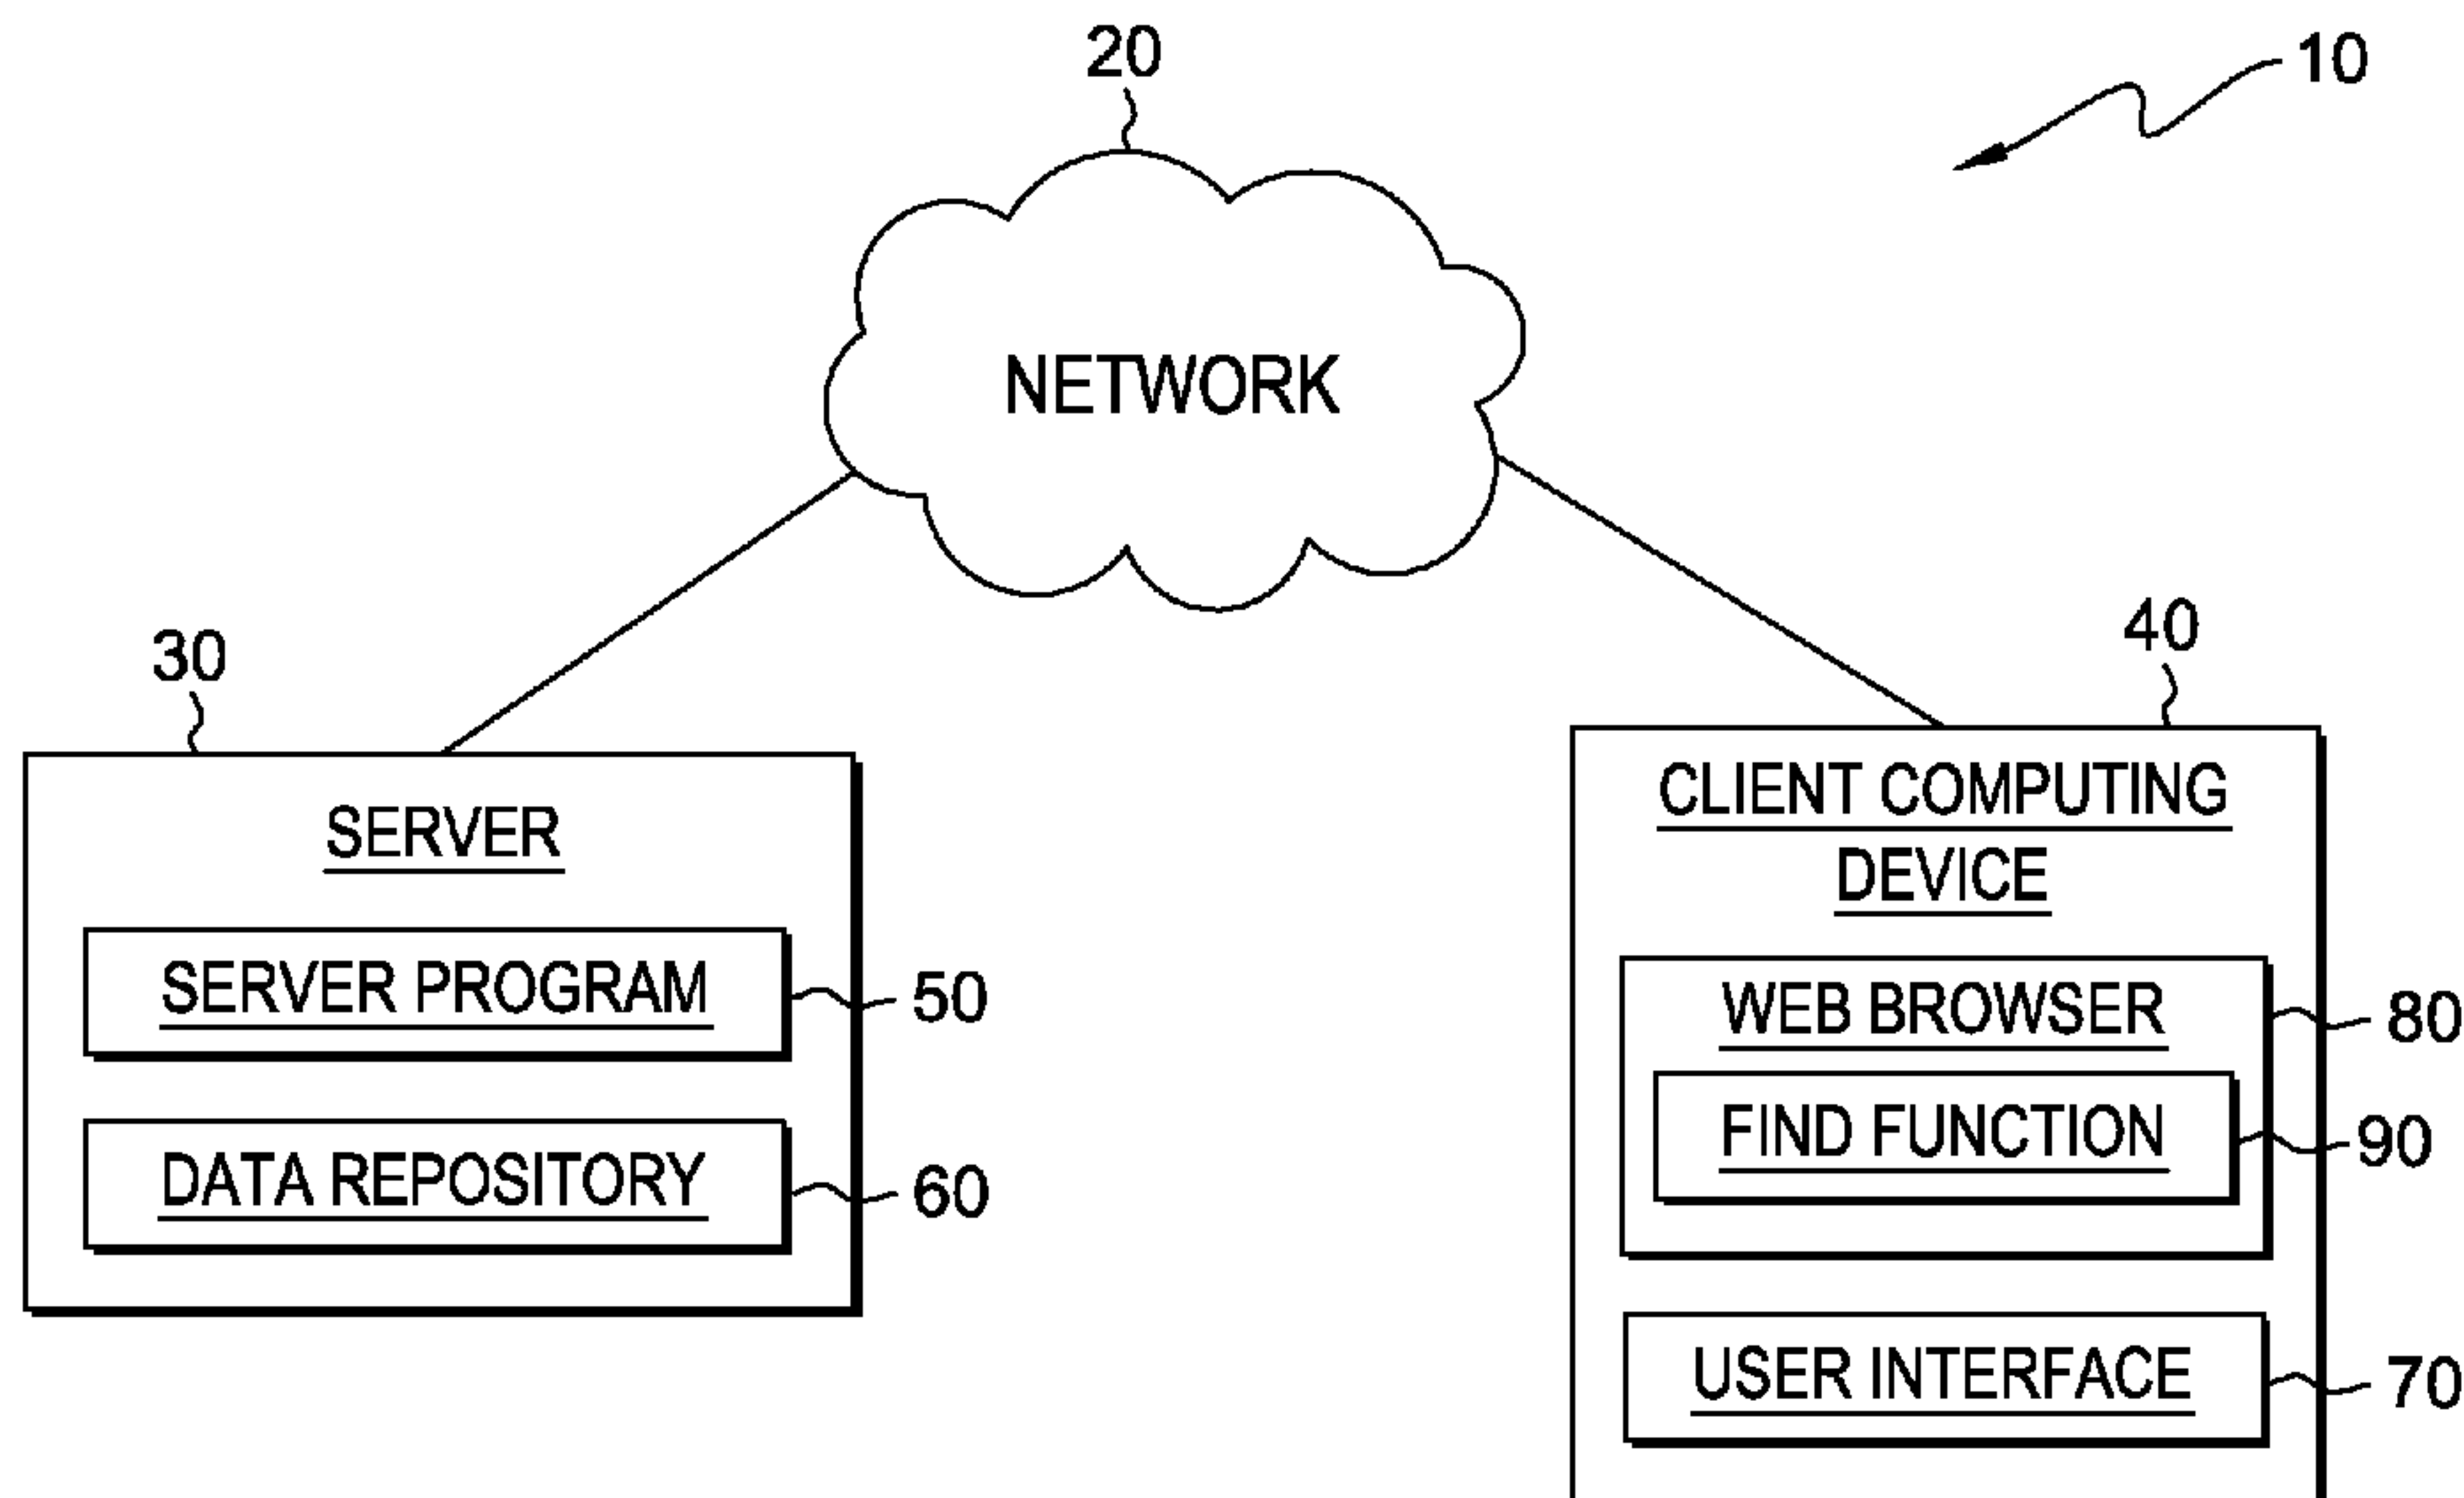 20
10
NETWORK
30
40
SERVER
SERVER PROGRAM
50
DATA REPOSITORY
60
CLIENT COMPUTING
DEVICE
WEB BROWSER
80
FIND FUNCTION
90
USER INTERFACE
70